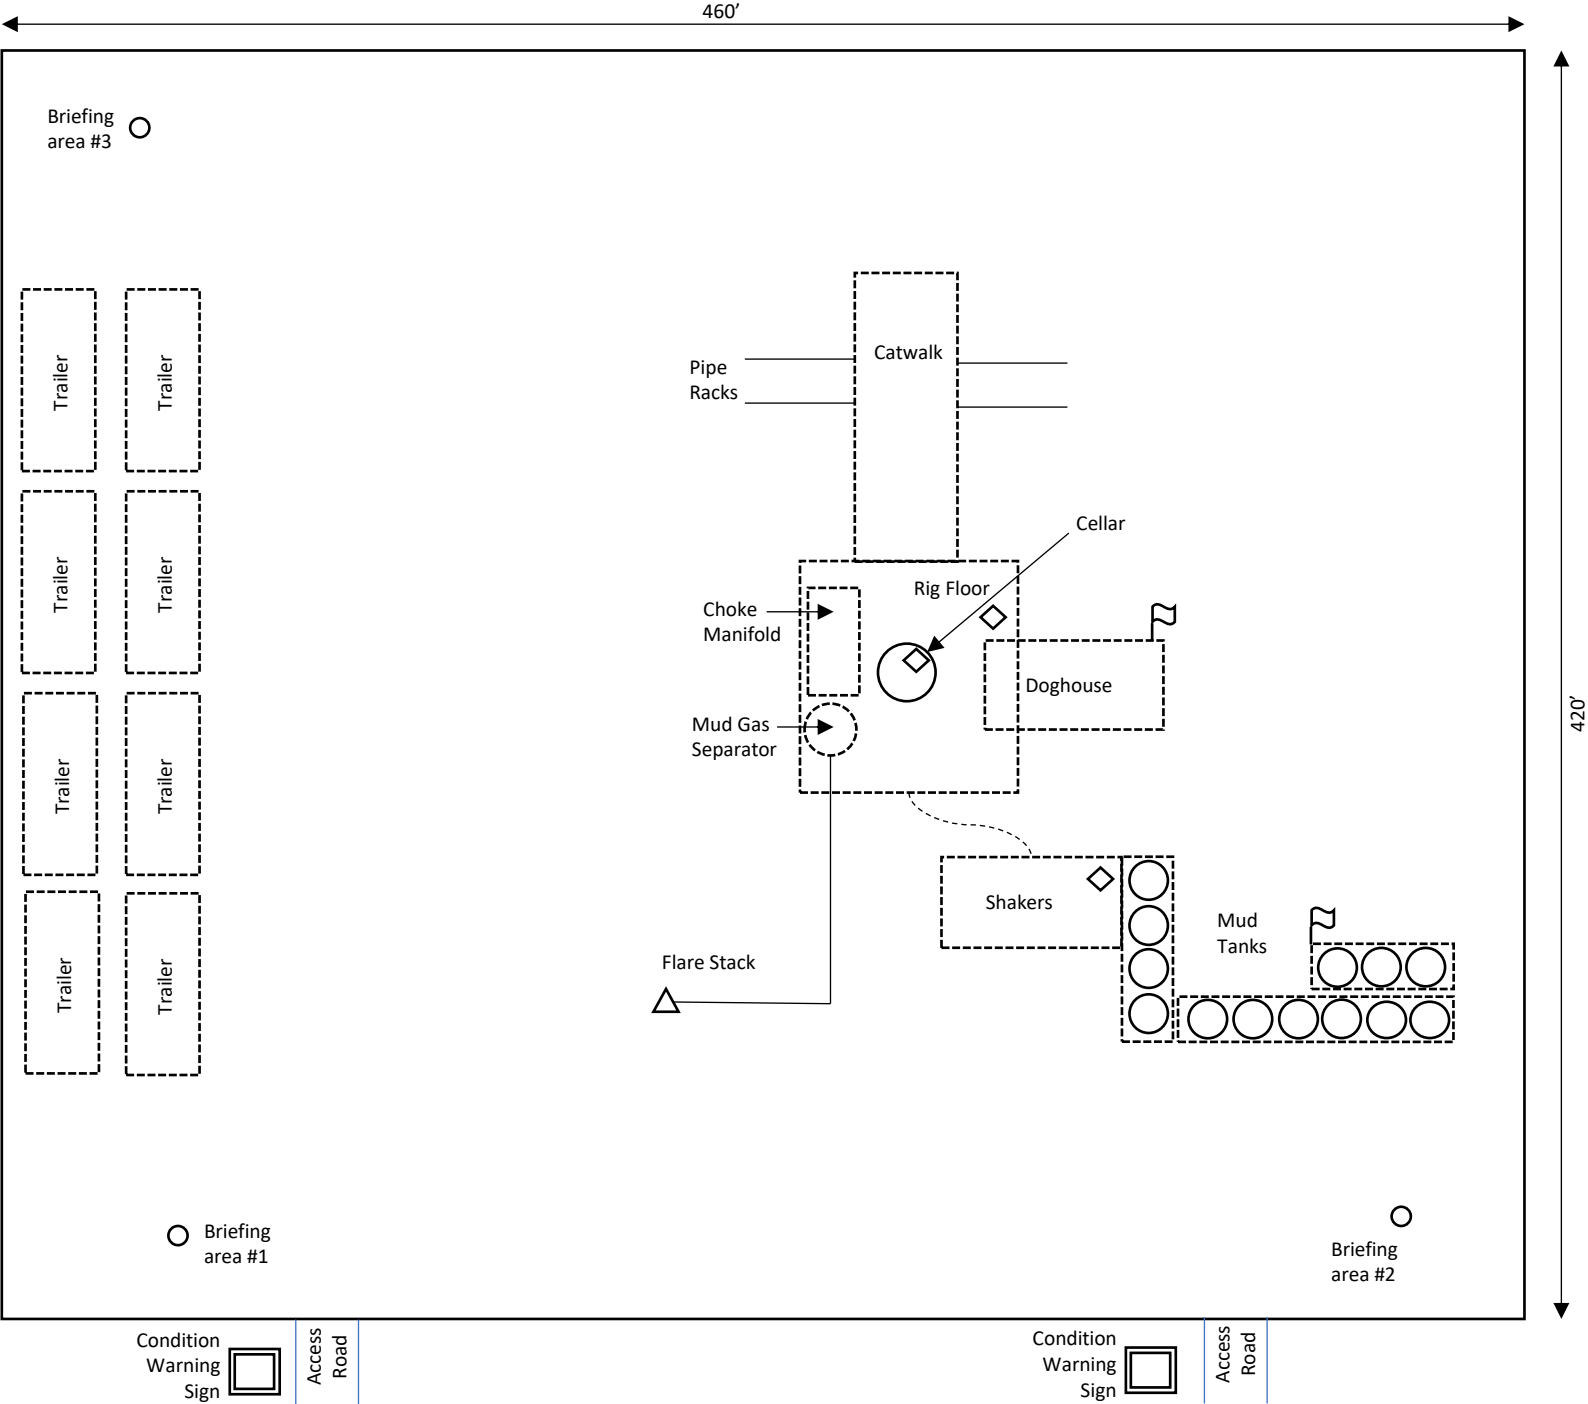 460’
Briefing
area #3
Trailer
Trailer
Catwalk
Pipe
Racks
Cellar
Trailer
Trailer
Rig Floor
Choke
Manifold
Doghouse
420’
Mud Gas
Separator
Trailer
Trailer
Shakers
Mud
Tanks
Flare Stack
Trailer
Trailer
Briefing
area #1
Briefing
area #2
Condition
Warning
Sign
Access
Road
Condition
Warning
Sign
Access
Road